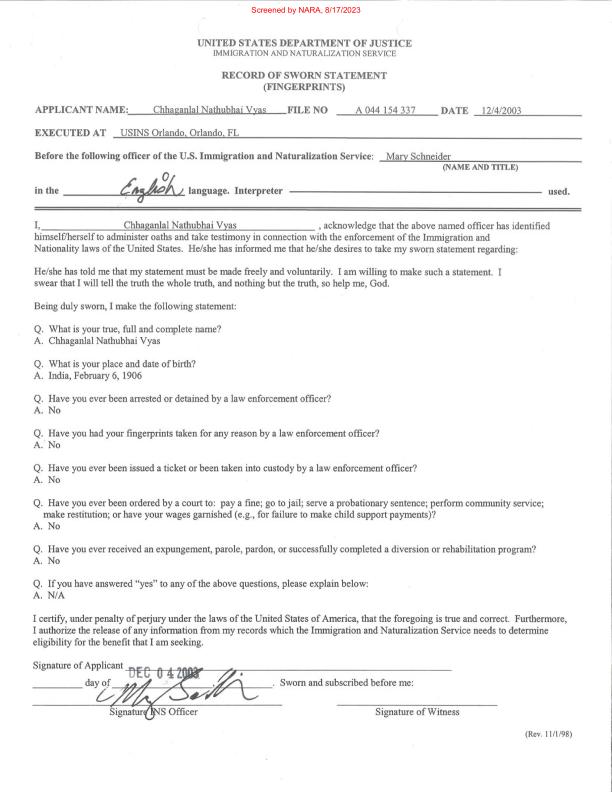 Screened by NARA, 8/17/2023
UNITED STATES DEPARTMENT OF JUSTICE
IMMIGRATION AND NATURALIZATION SERVICE
RECORD OF SWORN STATEMENT
(FINGERPRINTS)
APPLICANT NAME: Chhaganlal Nathubhai Vyas FILE NO A 044 154 337 DATE 12/4/2003
EXECUTED AT USINS Orlando, Orlando, FL
Before the following officer of the U.S. Immigration and Naturalization Service: Mary Schneider
(NAME AND TITLE)
in the English language. Interpreter used.
I, Chhaganlal Nathubhai Vyas, acknowledge that the above named officer has identified
himself/herself to administer oaths and take testimony in connection with the enforcement of the Immigration and
Nationality laws of the United States. He/she has informed me that he/she desires to take my sworn statement regarding:
He/she has told me that my statement must be made freely and voluntarily. I am willing to make such a statement. I
swear that I will tell the truth the whole truth, and nothing but the truth, so help me, God.
Being duly sworn, I make the following statement:
Q. What is your true, full and complete name?
A. Chhaganlal Nathubhai Vyas
Q. What is your place and date of birth?
A. India, February 6, 1906
Q. Have you ever been arrested or detained by a law enforcement officer?
A. No
Q. Have you had your fingerprints taken for any reason by a law enforcement officer?
A. No
Q. Have you ever been issued a ticket or been taken into custody by a law enforcement officer?
A. No
Q. Have you ever been ordered by a court to: pay a fine; go to jail; serve a probationary sentence; perform community service;
make restitution; or have your wages garnished (e.g., for failure to make child support payments)?
A. No
Q. Have you ever received an expungement, parole, pardon, or successfully completed a diversion or rehabilitation program?
A. No
Q. If you have answered “yes” to any of the above questions, please explain below:
A. N/A
I certify, under penalty of perjury under the laws of the United States of America, that the foregoing is true and correct. Furthermore,
I authorize the release of any information from my records which the Immigration and Naturalization Service needs to determine
eligibility for the benefit that I am seeking.
Signature of Applicant
DEC 04 2003
day of . Sworn and subscribed before me:
Signature INS Officer Signature of Witness
(Rev. 11/1/98)